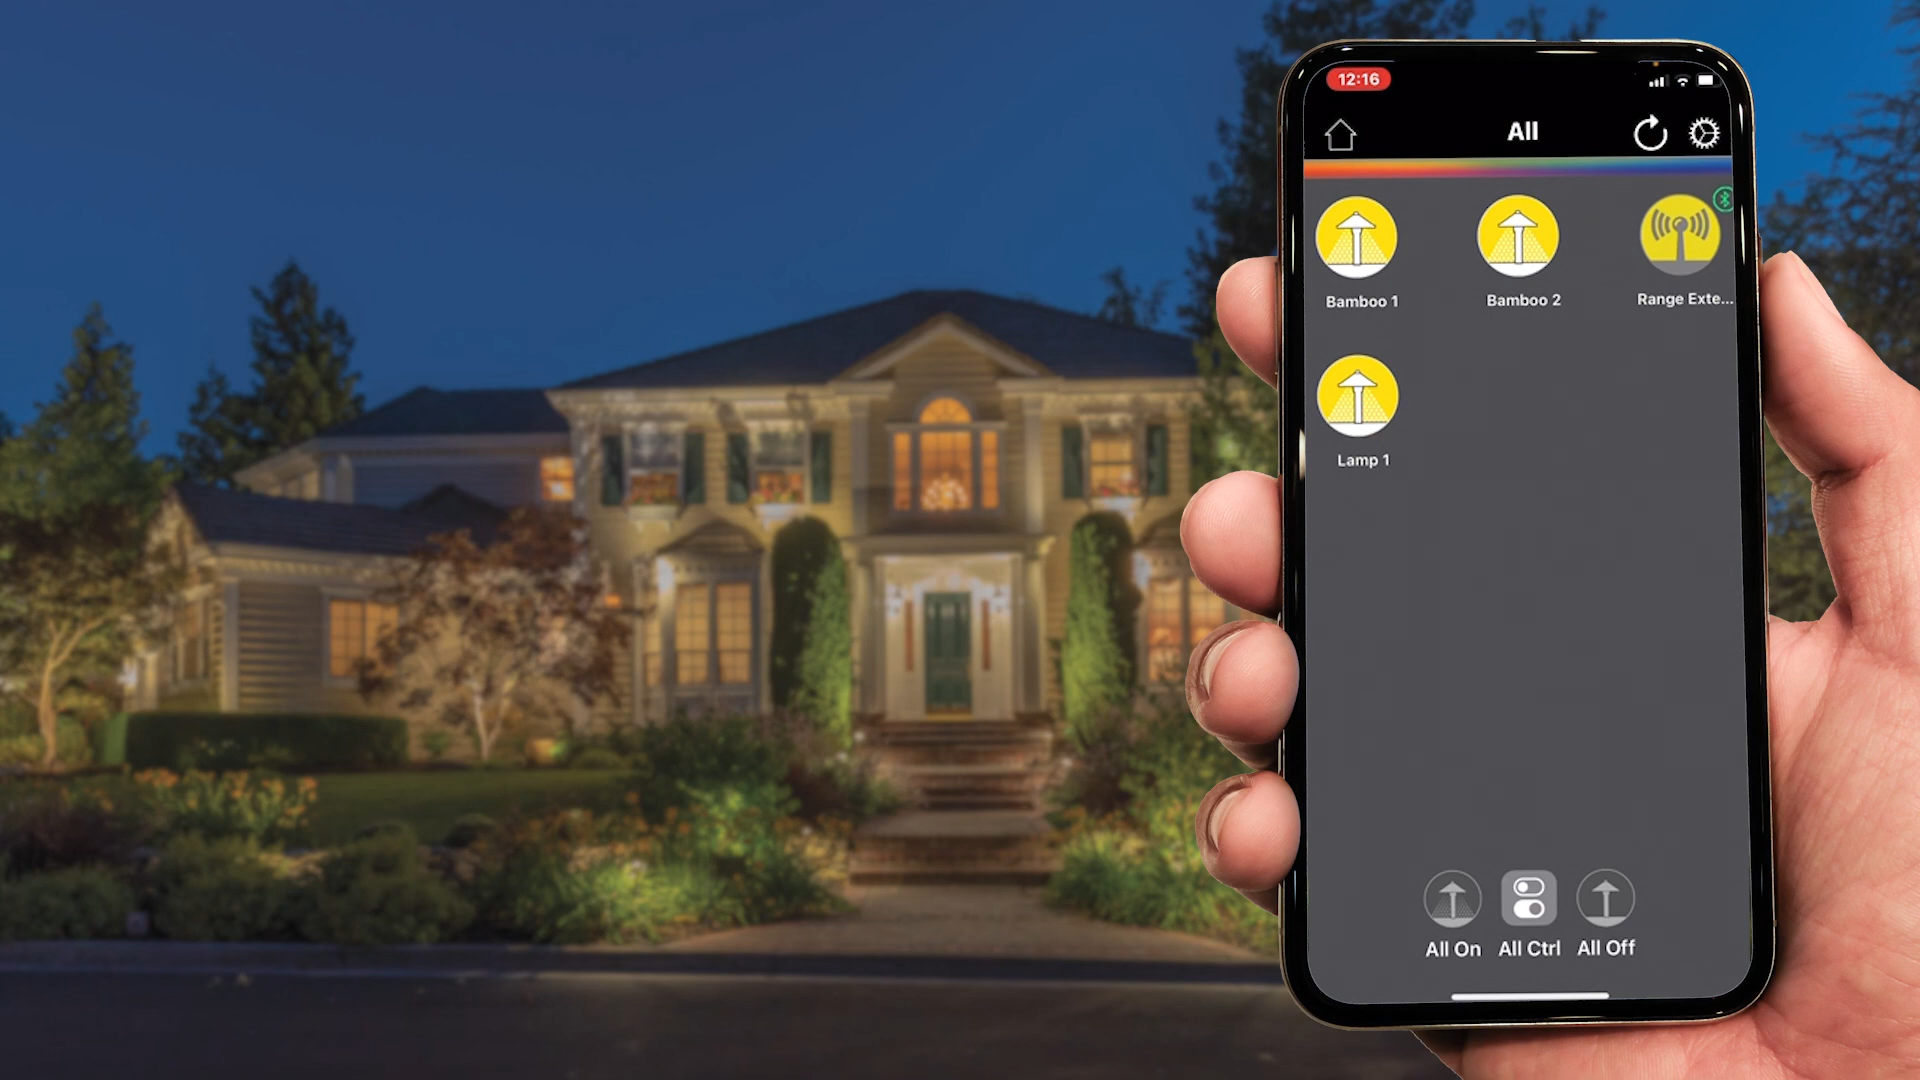 12:16
All
Bamboo 1
Bamboo 2
Range Exte...
Lamp 1
All On
All Ctrl
All Off